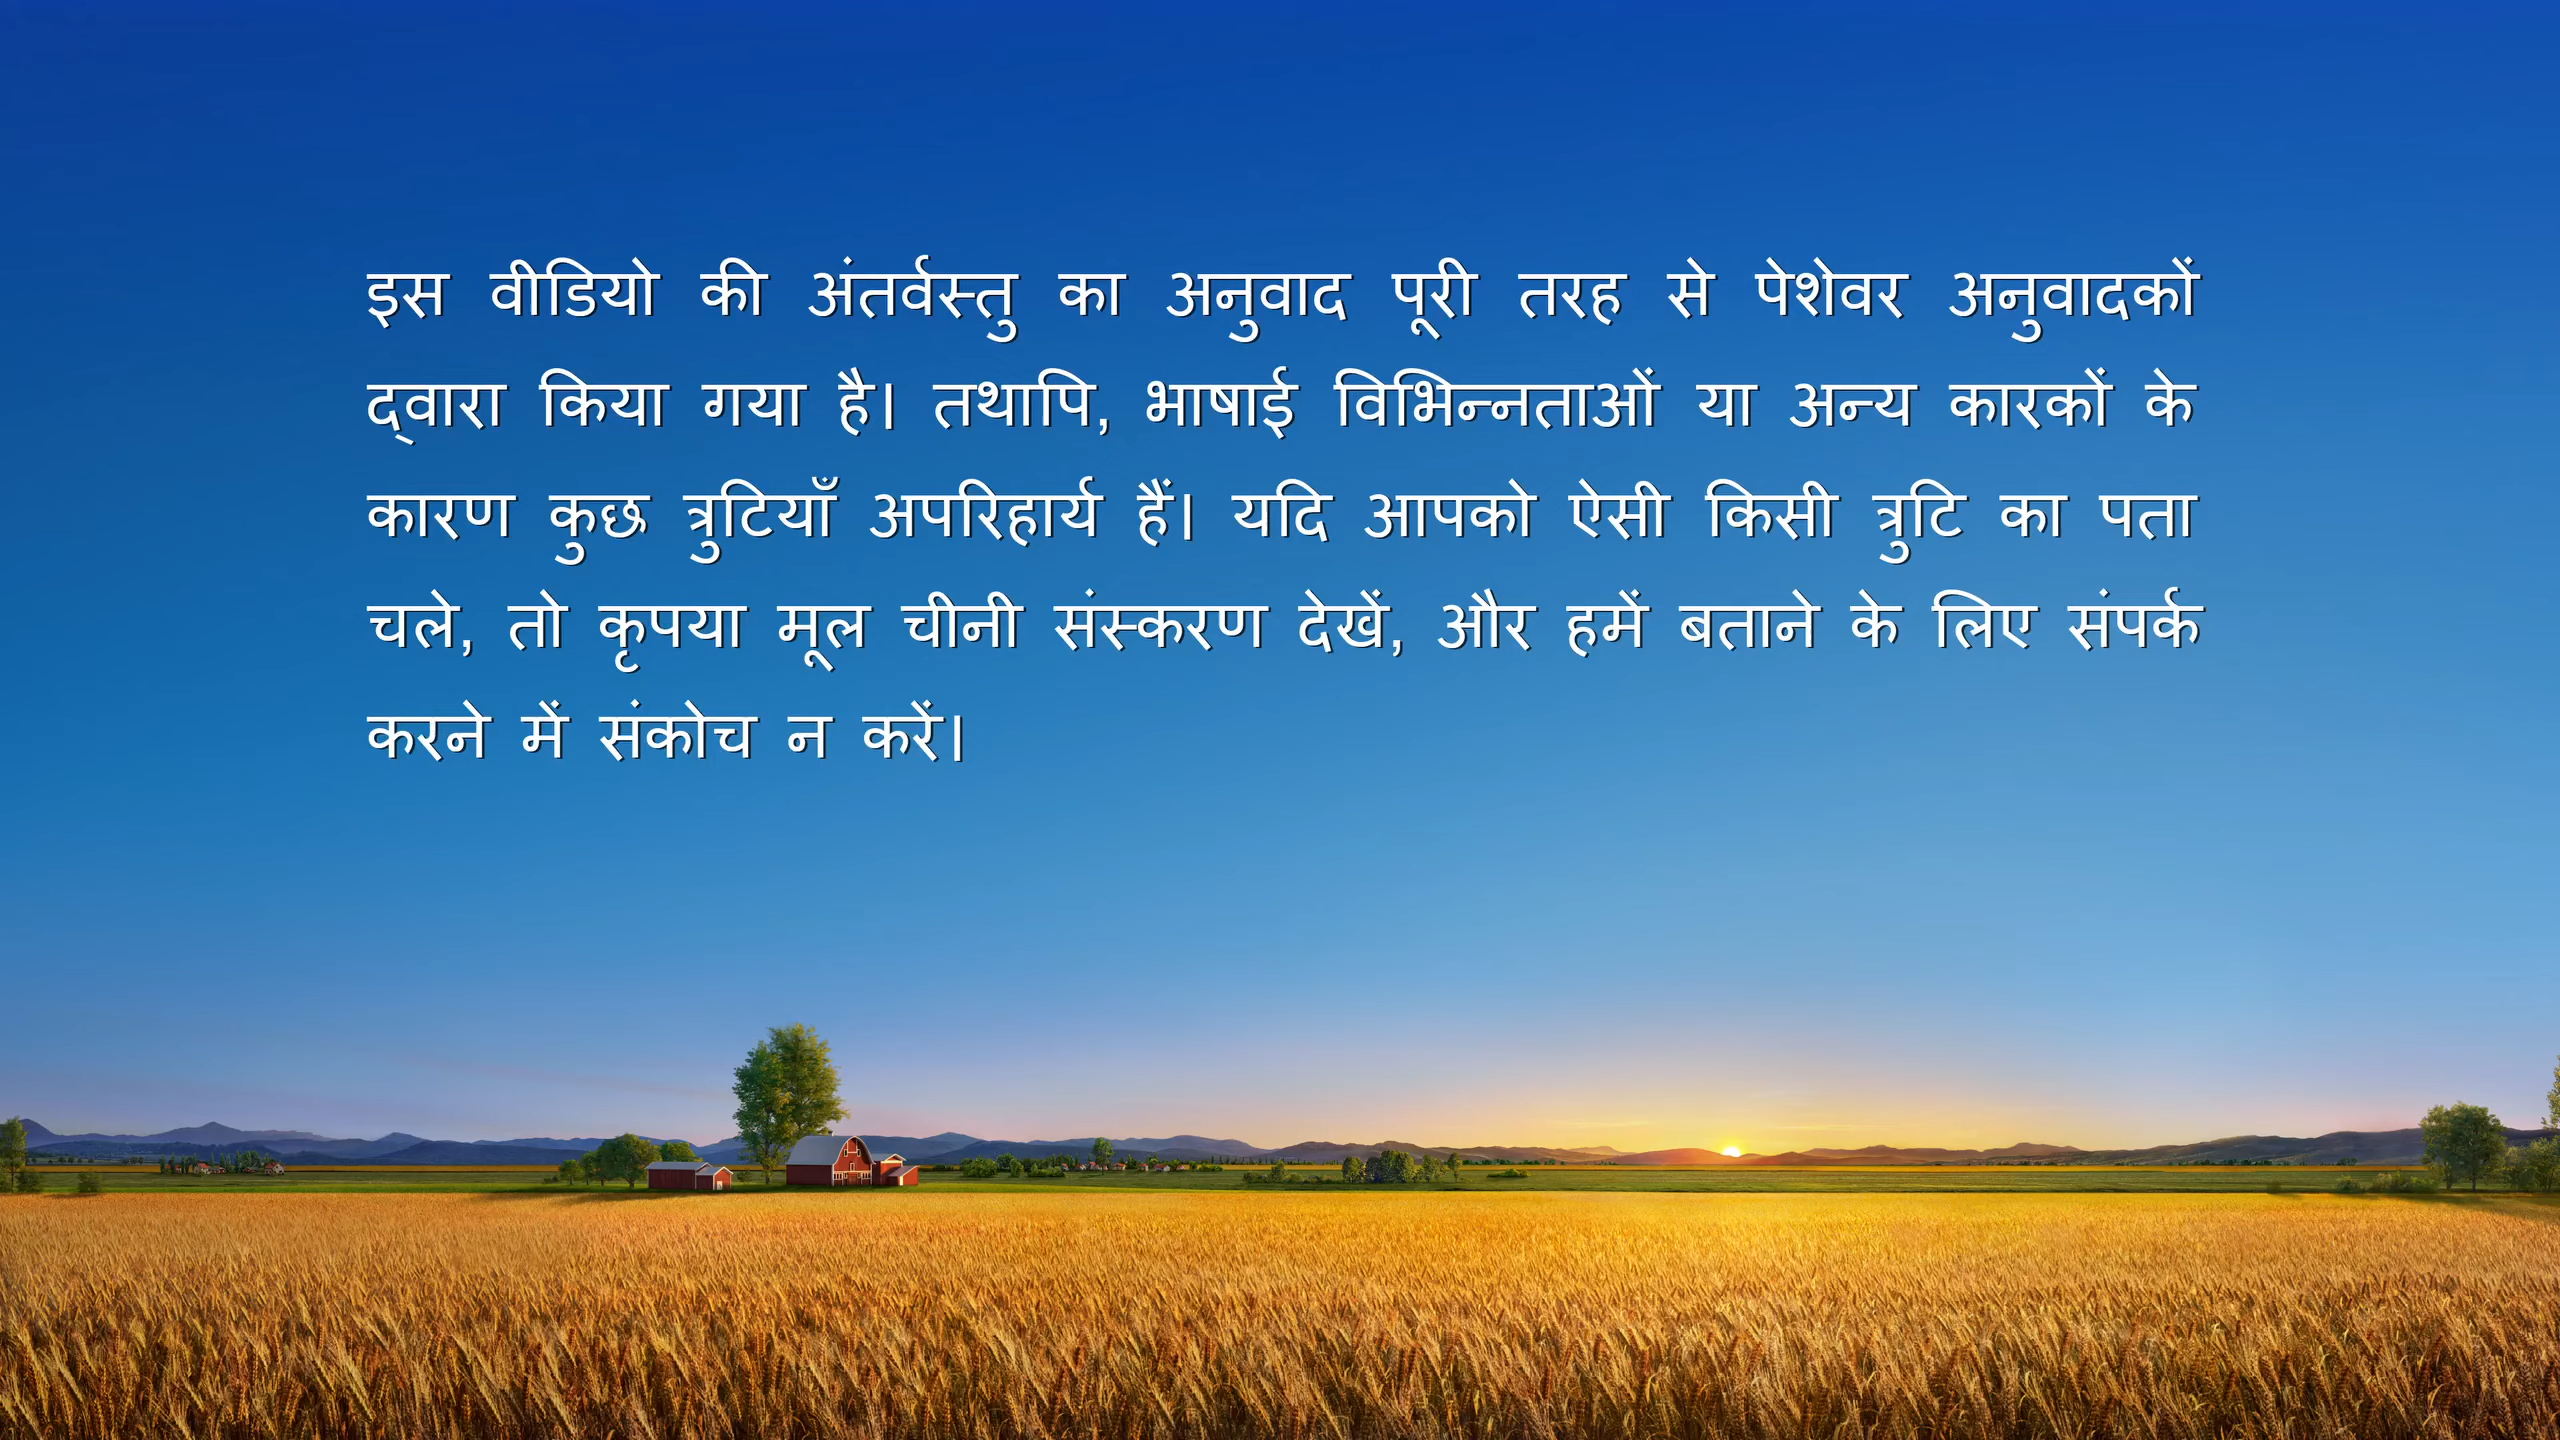 इस वीडियो की अंतर्वस्तु का अनुवाद पूरी तरह से पेशेवर अनुवादकों
द्‌वारा किया गया है। तथापि, भाषाई विभिन्नताओं या अन्य कारकों के
कारण कुछ त्रुटियाँ अपरिहार्य हैं। यदि आपको ऐसी किसी त्रुटि का पता
चले, तो कृपया मूल चीनी संस्करण देखें, और हमें बताने के लिए संपर्क
करने में संकोच न करें।